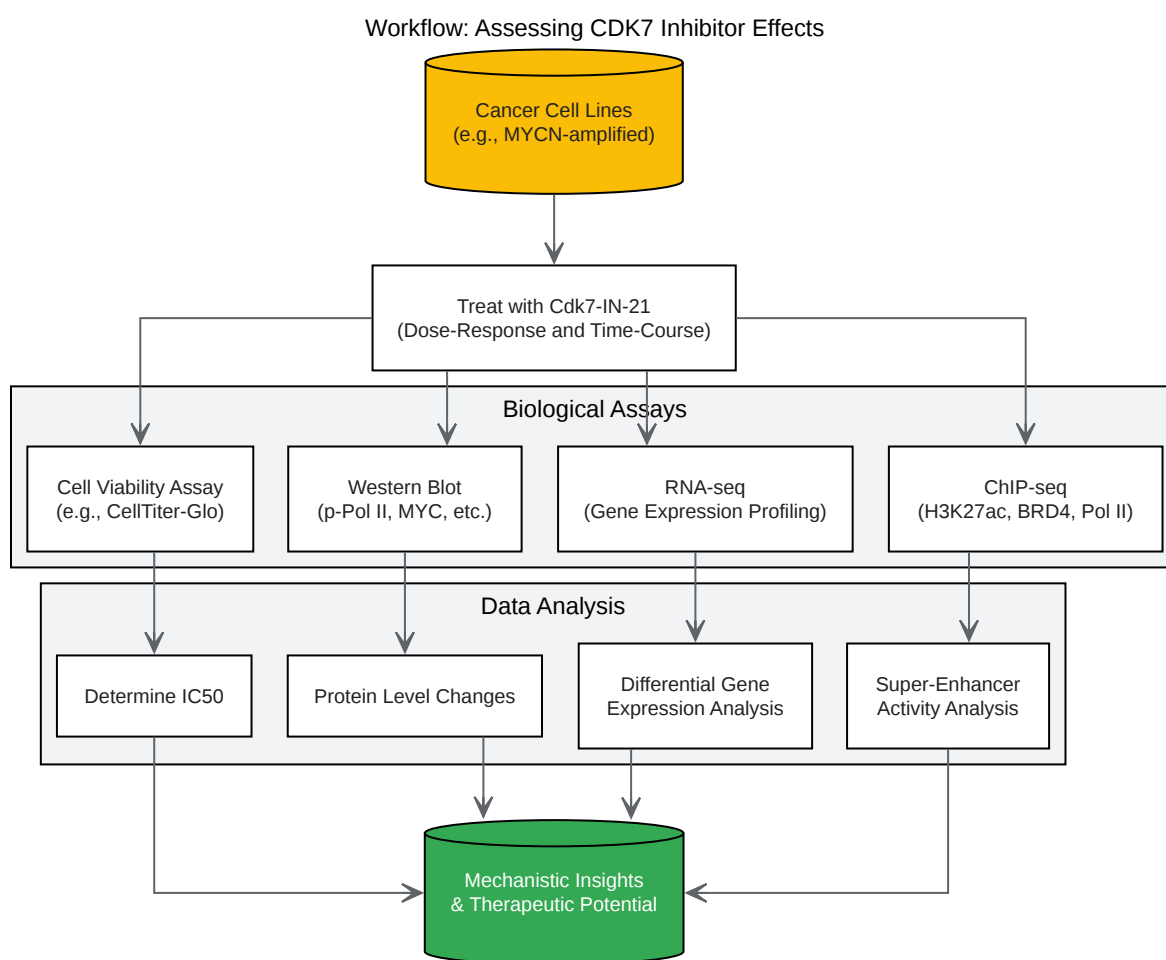 Workflow: Assessing CDK7 Inhibitor Effects
Cancer Cell Lines
(e.g., MYCN-amplified)
Treat with Cdk7-IN-21
(Dose-Response and Time-Course)
Biological Assays
Cell Viability Assay
(e.g., CellTiter-Glo)
Western Blot
(p-Pol II, MYC, etc.)
RNA-seq
(Gene Expression Profiling)
ChIP-seq
(H3K27ac, BRD4, Pol II)
Data Analysis
Determine IC50
Protein Level Changes
Differential Gene
Expression Analysis
Super-Enhancer
Activity Analysis
Mechanistic Insights
& Therapeutic Potential